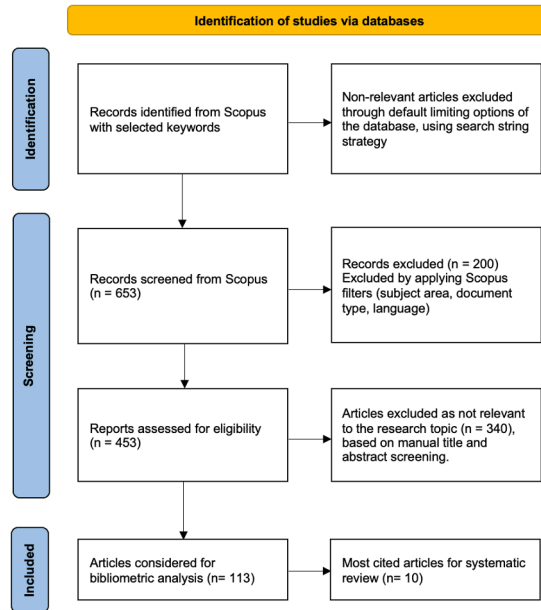 Identification of studies via databases
Identification
Records identified from Scopus
with selected keywords
Non-relevant articles excluded
through default limiting options of
the database, using search string
strategy
Screening
Records screened from Scopus
(n = 653)
Records excluded (n = 200)
Excluded by applying Scopus
filters (subject area, document
type, language)
Reports assessed for eligibility
(n = 453)
Articles excluded as not relevant
to the research topic (n = 340),
based on manual title and
abstract screening.
Included
Articles considered for
bibliometric analysis (n= 113)
Most cited articles for systematic
review (n= 10)